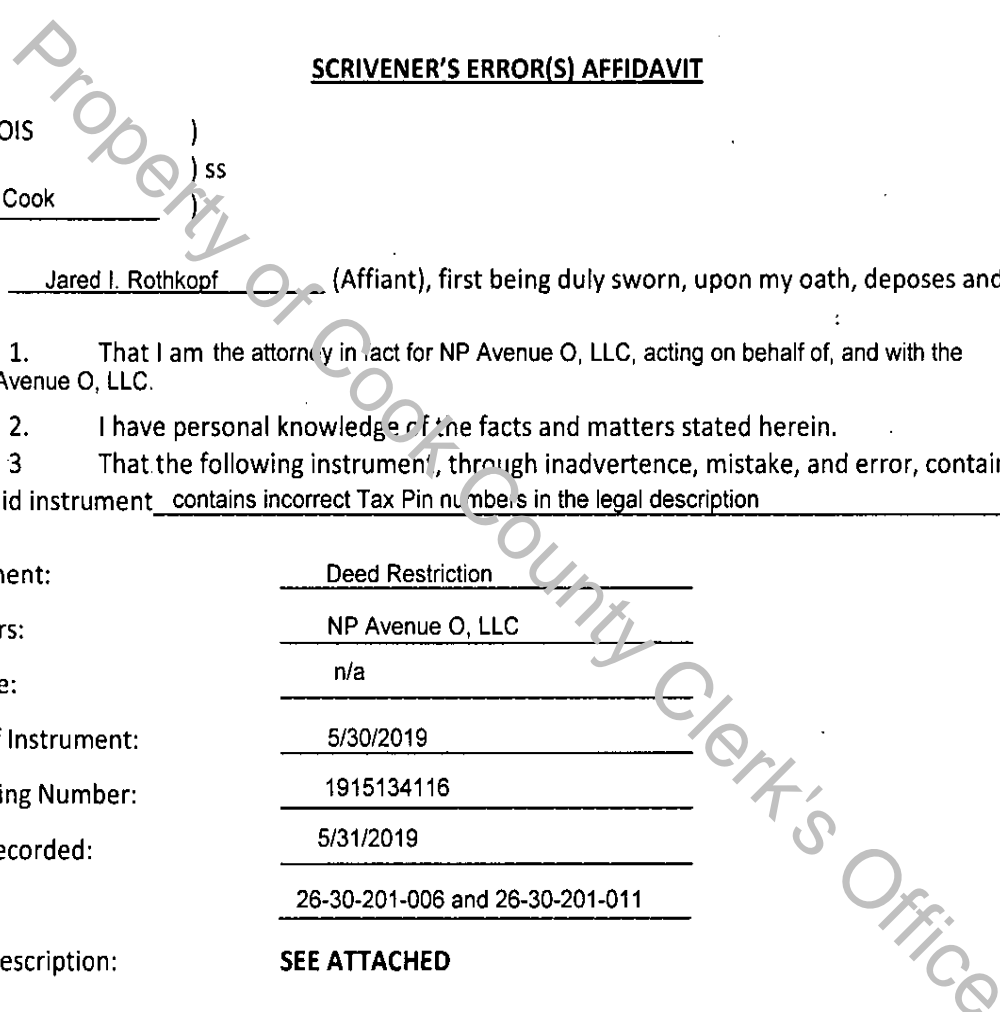 SCRIVENER'S ERROR(S) AFFIDAVIT
OIS )
) ss
Cook )
Jared I. Rothkopf (Affiant), first being duly sworn, upon my oath, deposes and
1. That I am the attorney in fact for NP Avenue O, LLC, acting on behalf of, and with the
Avenue O, LLC.
2. I have personal knowledge of the facts and matters stated herein.
3 That the following instrument, through inadvertence, mistake, and error, contain
id instrument contains incorrect Tax Pin numbers in the legal description
nent: Deed Restriction
rs: NP Avenue O, LLC
e: n/a
f Instrument: 5/30/2019
ing Number: 1915134116
ecorded: 5/31/2019
26-30-201-006 and 26-30-201-011
escription: SEE ATTACHED
Property of Cook County Clerk's Office